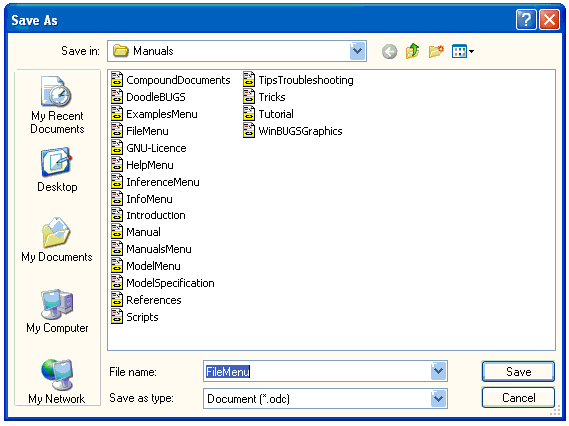 Save As
Save in: Manuals
My Recent
Documents
Desktop
My Documents
My Computer
My Network
CompoundDocuments
DoodleBUGS
ExamplesMenu
FileMenu
GNU-Licence
HelpMenu
InferenceMenu
InfoMenu
Introduction
Manual
ManualsMenu
ModelMenu
ModelSpecification
References
Scripts
TipsTroubleshooting
Tricks
Tutorial
WinBUGSGraphics
File name: FileMenu Save
Save as type: Document (*.odc) Cancel